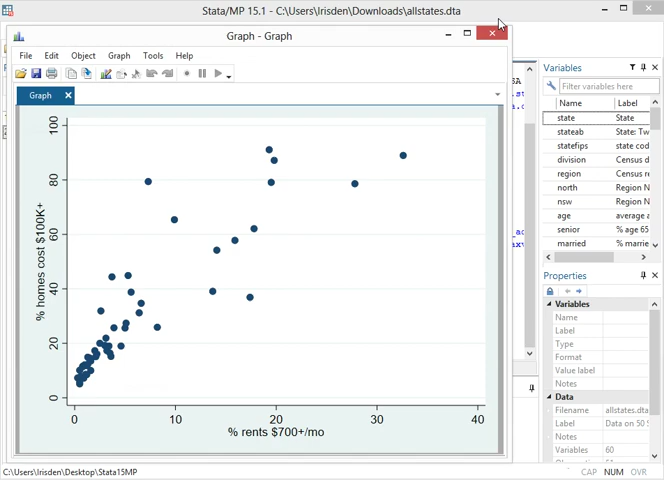 Stata/MP 15.1 - C:\Users\Irisden\Downloads\allstates.dta
Graph - Graph
File Edit Object Graph Tools Help
Graph
100
80
60
40
20
0
% homes cost $100K+
0 10 20 30 40
% rents $700+/mo
Variables
Filter variables here
Name Label
state State
stateab State: Tw
statefips state cod
division Census d
region Census re
north Region N
nsw Region N
age average a
senior % age 65
married % marrie
Properties
Variables
Name
Label
Type
Format
Value label
Notes
Data
Filename allstates.dta
Label Data on 50 S
Notes
Variables 60
C:\Users\Irisden\Desktop\Stata15MP
CAP NUM OVR